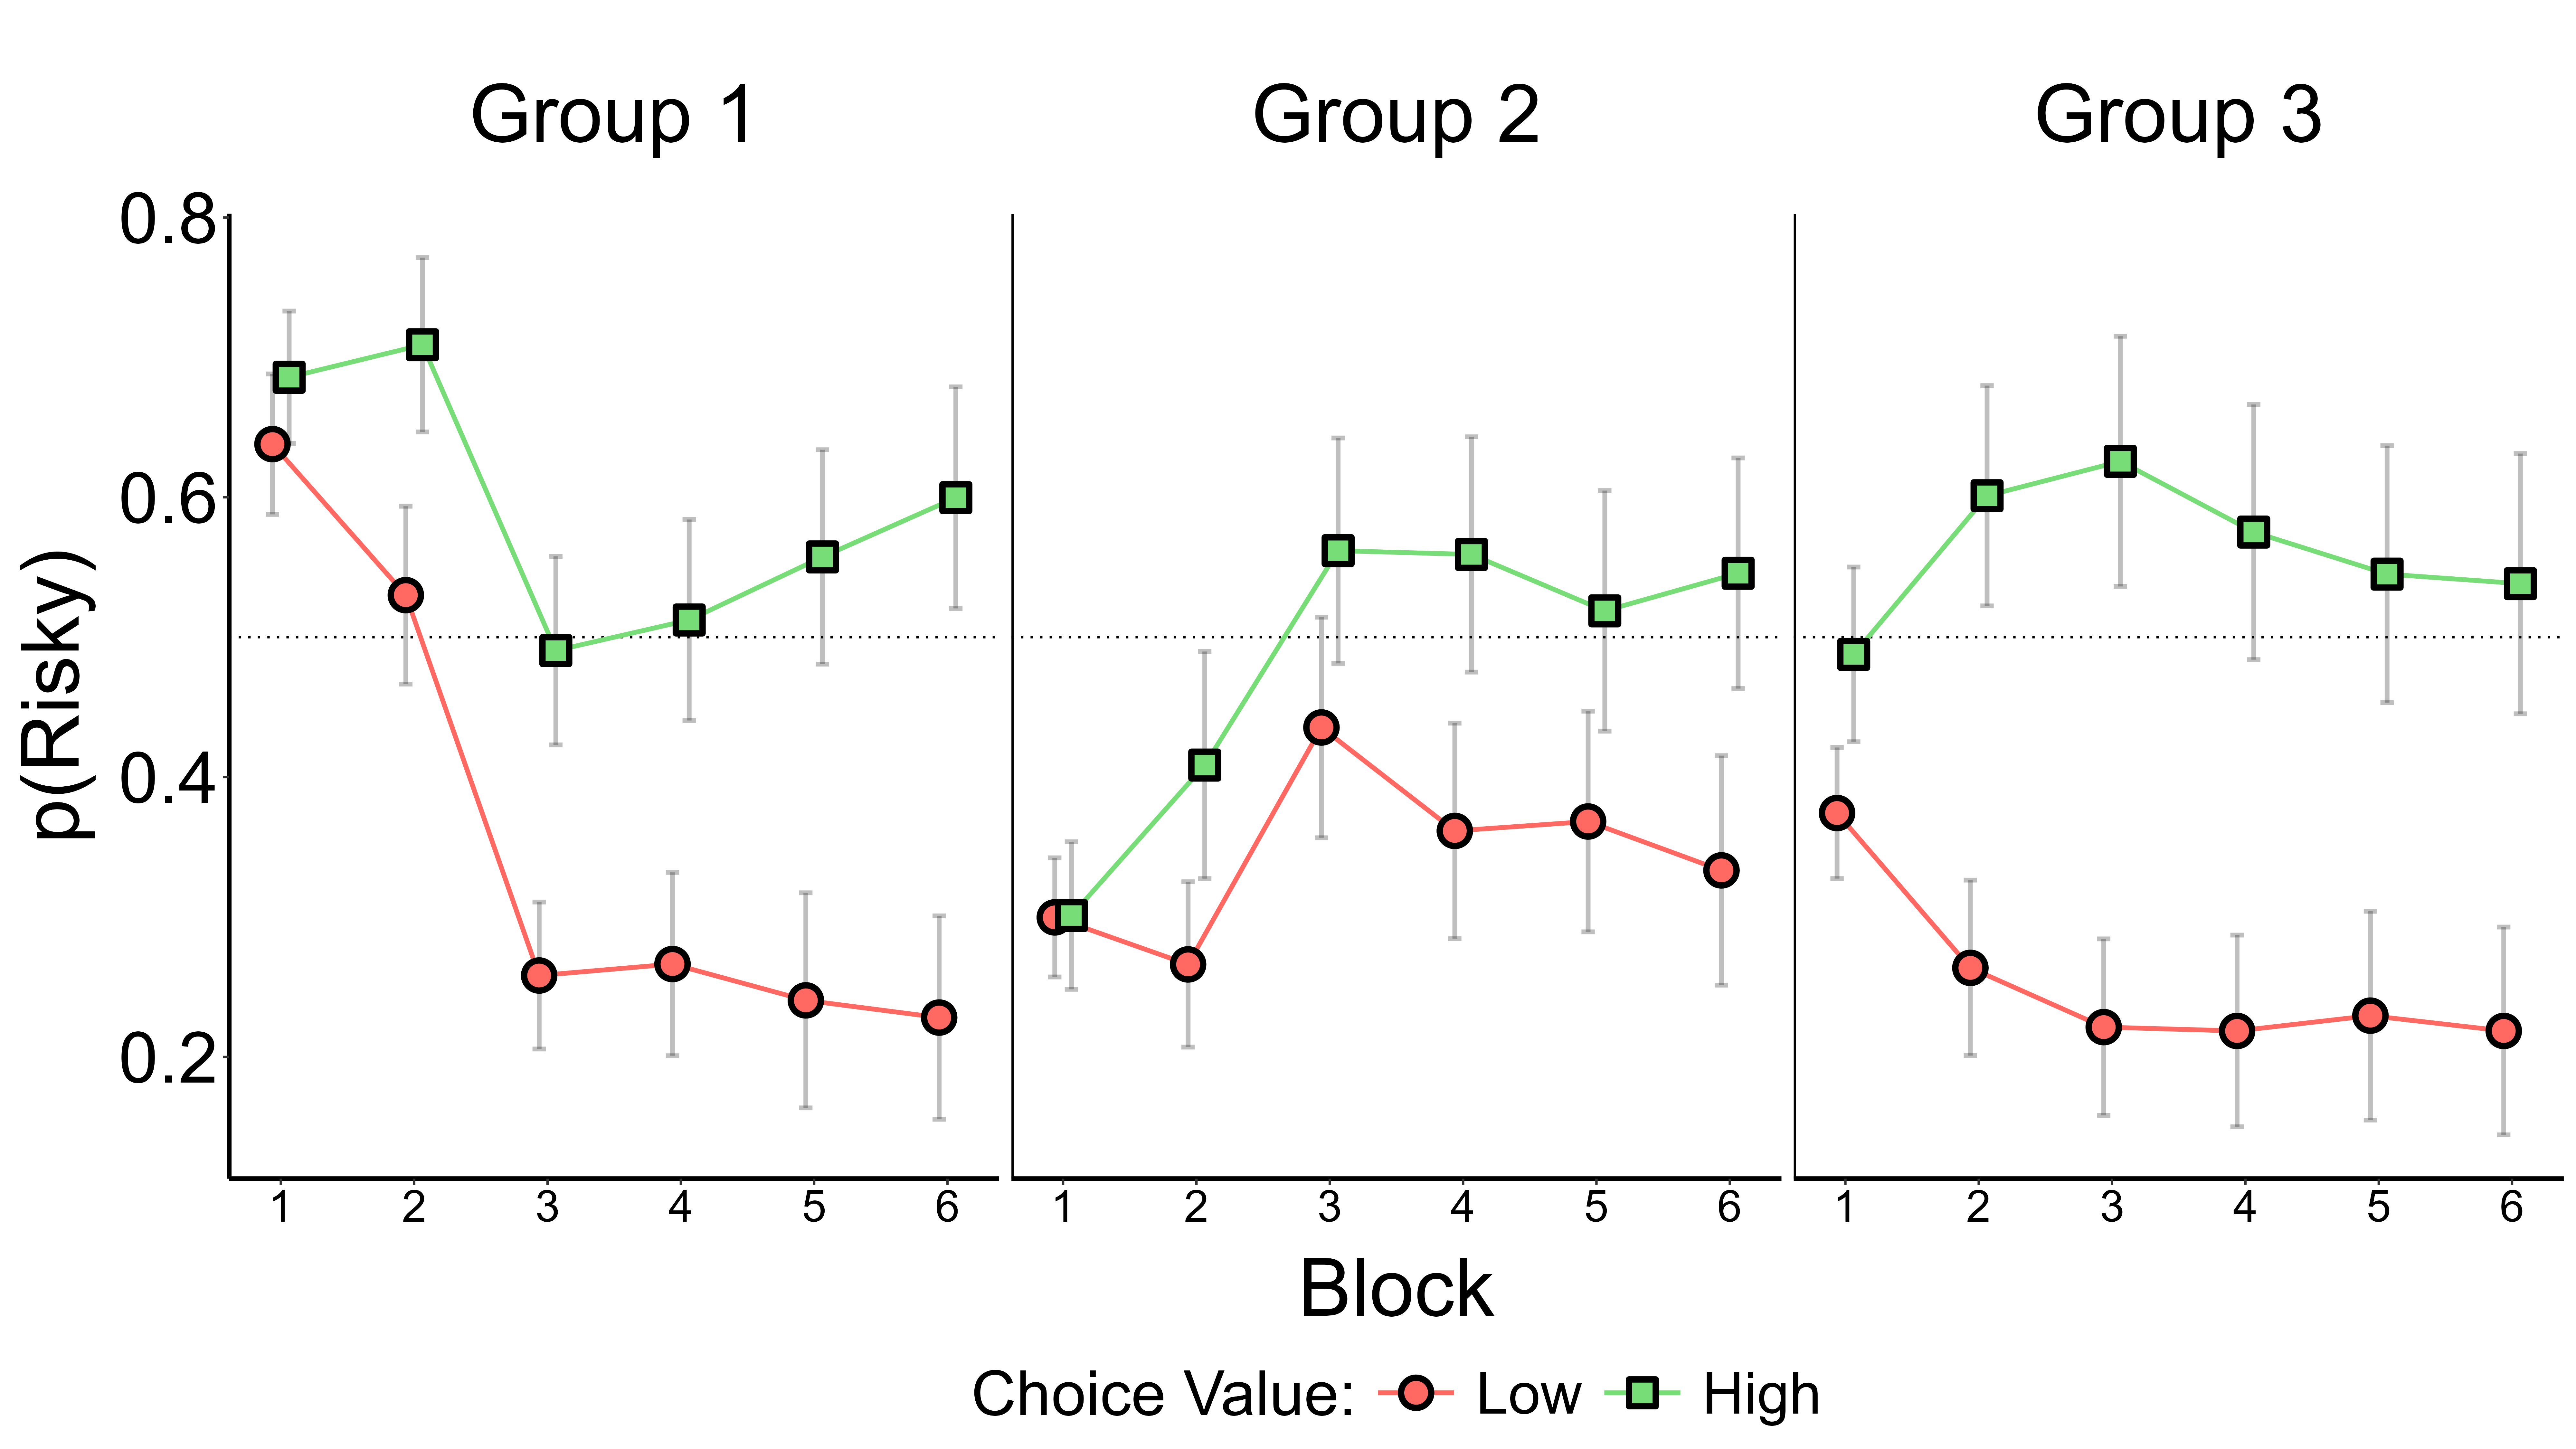 Group 1 Group 2 Group 3
0.8
0.6
0.4
0.2
p(Risky)
1 2 3 4 5 6 1 2 3 4 5 6 1 2 3 4 5 6
Block
Choice Value: Low High